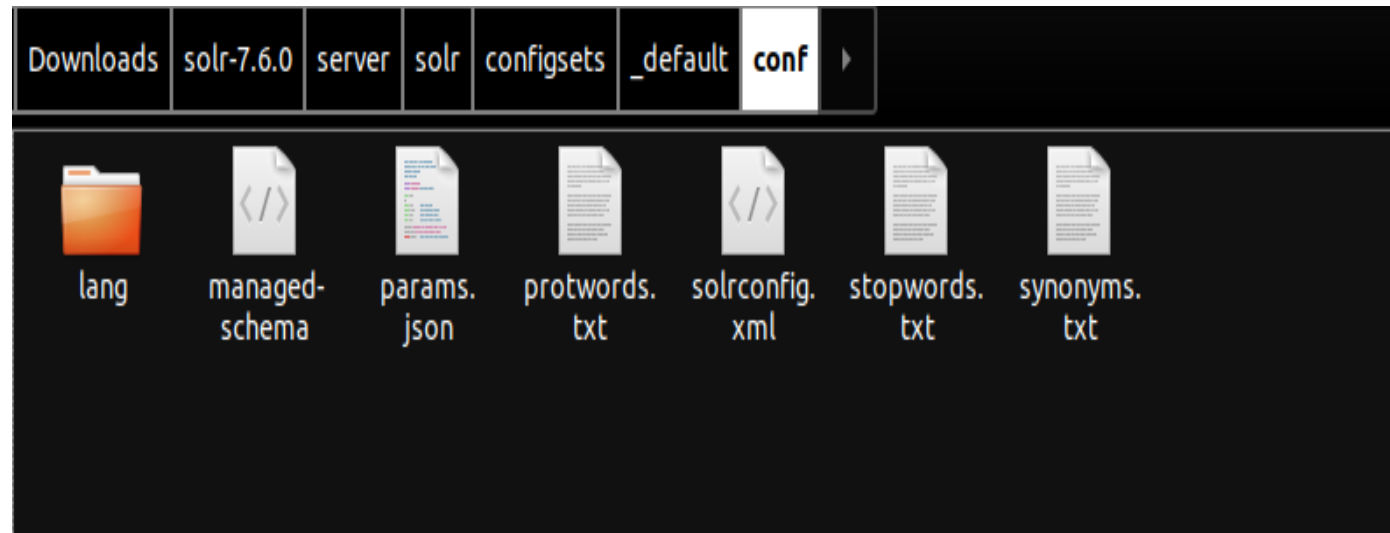 Downloads solr-7.6.0 server solr configsets _default conf
lang managed- params. protwords. solrconfig. stopwords. synonyms.
schema json txt xml txt txt